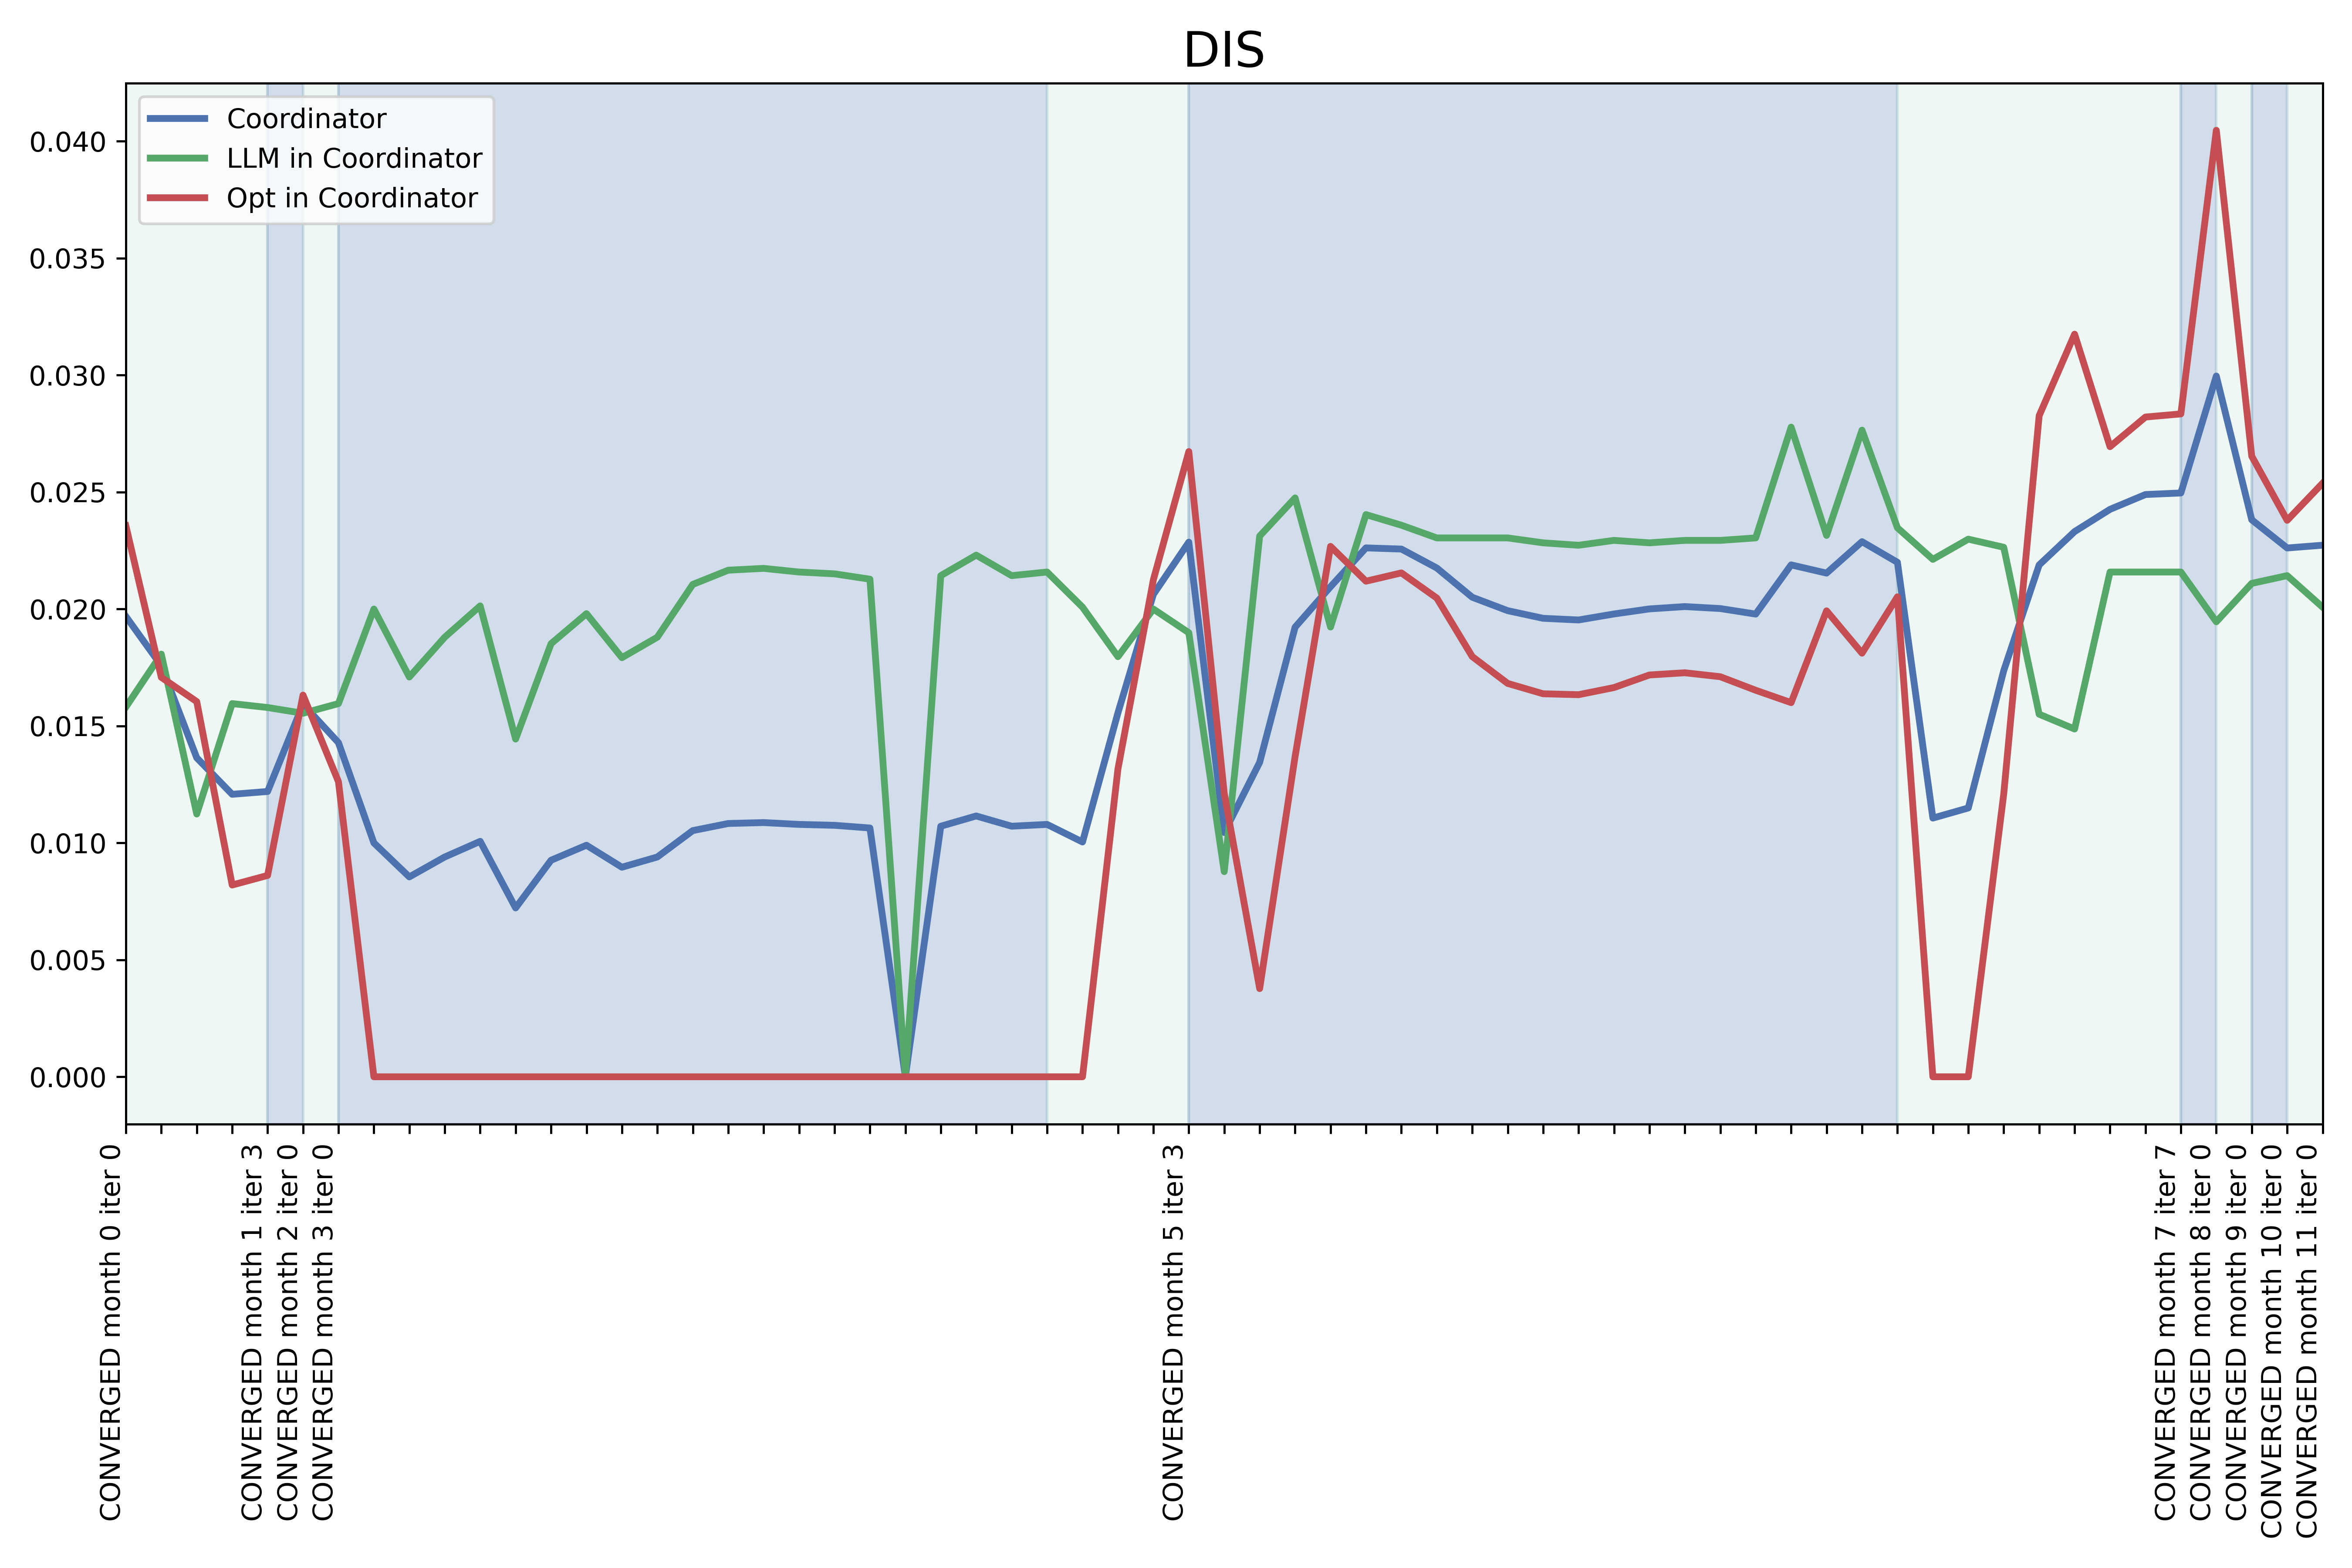 DIS
Coordinator
LLM in Coordinator
Opt in Coordinator
0.040
0.035
0.030
0.025
0.020
0.015
0.010
0.005
0.000
CONVERGED month 0 iter 0
CONVERGED month 1 iter 3
CONVERGED month 2 iter 0
CONVERGED month 3 iter 0
CONVERGED month 5 iter 3
CONVERGED month 7 iter 7
CONVERGED month 8 iter 0
CONVERGED month 9 iter 0
CONVERGED month 10 iter 0
CONVERGED month 11 iter 0